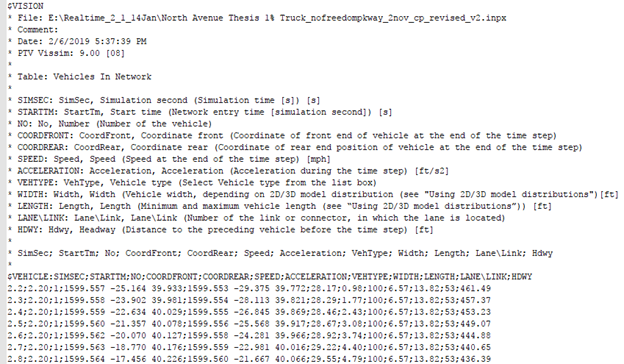 $VISION
* File: E:\Realtime_2_1_14Jan\North Avenue Thesis 1% Truck_nofreedompkway_2nov_cp_revised_v2.inpx
* Comment:
* Date: 2/6/2019 5:37:39 PM
* PTV Vissim: 9.00 [08]
*
* Table: Vehicles In Network
*
* SIMSEC: SimSec, Simulation second (Simulation time [s]) [s]
* STARTTM: StartTm, Start time (Network entry time [simulation second]) [s]
* NO: No, Number (Number of the vehicle)
* COORDFRONT: CoordFront, Coordinate front (Coordinate of front end of vehicle at the end of the time step)
* COORDREAR: CoordRear, Coordinate rear (Coordinate of rear end position of vehicle at the end of the time step)
* SPEED: Speed, Speed (Speed at the end of the time step) [mph]
* ACCELERATION: Acceleration, Acceleration (Acceleration during the time step) [ft/s2]
* VEHTYPE: VehType, Vehicle type (Select Vehicle type from the list box)
* WIDTH: Width, Width (Vehicle width, depending on 2D/3D model distribution (see "Using 2D/3D model distributions")[ft]
* LENGTH: Length, Length (Minimum and maximum vehicle length (see "Using 2D/3D model distributions")) [ft]
* LANE\LINK: Lane\Link, Lane\Link (Number of the link or connector, in which the lane is located)
* HDWY: Hdwy, Headway (Distance to the preceding vehicle before the time step) [ft]
*
* SimSec; StartTm; No; CoordFront; CoordRear; Speed; Acceleration; VehType; Width; Length; Lane\Link; Hdwy
*
$VEHICLE:SIMSEC;STARTTM;NO;COORDFRONT;COORDREAR;SPEED;ACCELERATION;VEHTYPE;WIDTH;LENGTH;LANE\LINK;HDWY
2.2;2.20;1;1599.557 -25.164 39.933;1599.553 -29.375 39.772;28.17;0.98;100;6.57;13.82;53;461.49
2.3;2.20;1;1599.558 -23.902 39.981;1599.554 -28.113 39.821;28.29;1.77;100;6.57;13.82;53;457.37
2.4;2.20;1;1599.559 -22.634 40.029;1599.555 -26.845 39.869;28.46;2.43;100;6.57;13.82;53;453.23
2.5;2.20;1;1599.560 -21.357 40.078;1599.556 -25.568 39.917;28.67;3.08;100;6.57;13.82;53;449.07
2.6;2.20;1;1599.562 -20.070 40.127;1599.558 -24.281 39.966;28.92;3.74;100;6.57;13.82;53;444.88
2.7;2.20;1;1599.563 -18.770 40.176;1599.559 -22.981 40.016;29.22;4.40;100;6.57;13.82;53;440.65
2.8;2.20;1;1599.564 -17.456 40.226;1599.560 -21.667 40.066;29.55;4.79;100;6.57;13.82;53;436.39